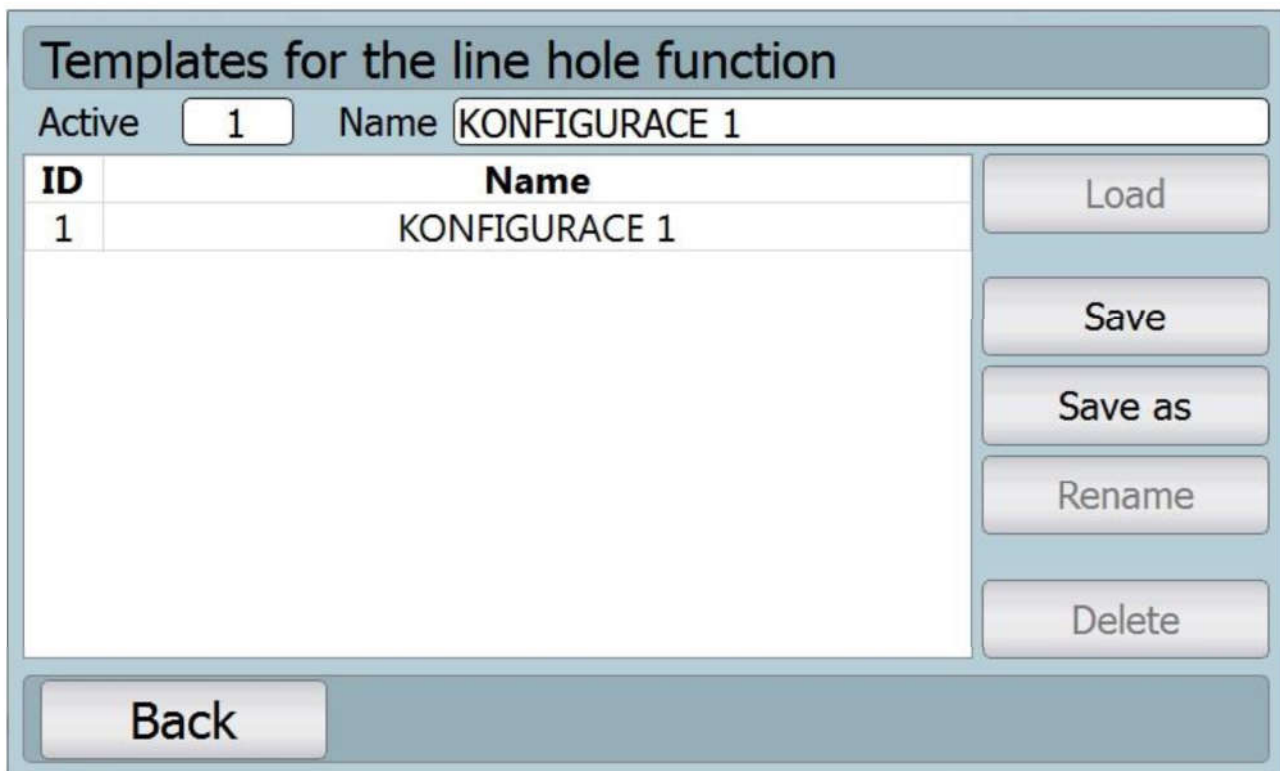 Templates for the line hole function
Active 1 Name KONFIGURACE 1
ID Name
1 KONFIGURACE 1
Load
Save
Save as
Rename
Delete
Back